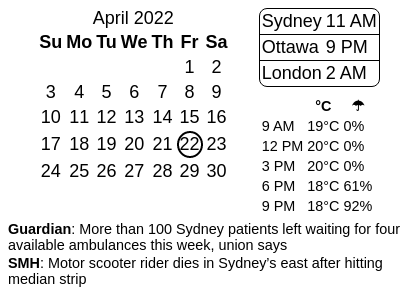 April 2022
Su Mo Tu We Th Fr Sa
1 2
3 4 5 6 7 8 9
10 11 12 13 14 15 16
17 18 19 20 21 22 23
24 25 26 27 28 29 30
Sydney 11 AM
Ottawa 9 PM
London 2 AM
°C ☂
9 AM 19°C 0%
12 PM 20°C 0%
3 PM 20°C 0%
6 PM 18°C 61%
9 PM 18°C 92%
Guardian: More than 100 Sydney patients left waiting for four
available ambulances this week, union says
SMH: Motor scooter rider dies in Sydney’s east after hitting
median strip